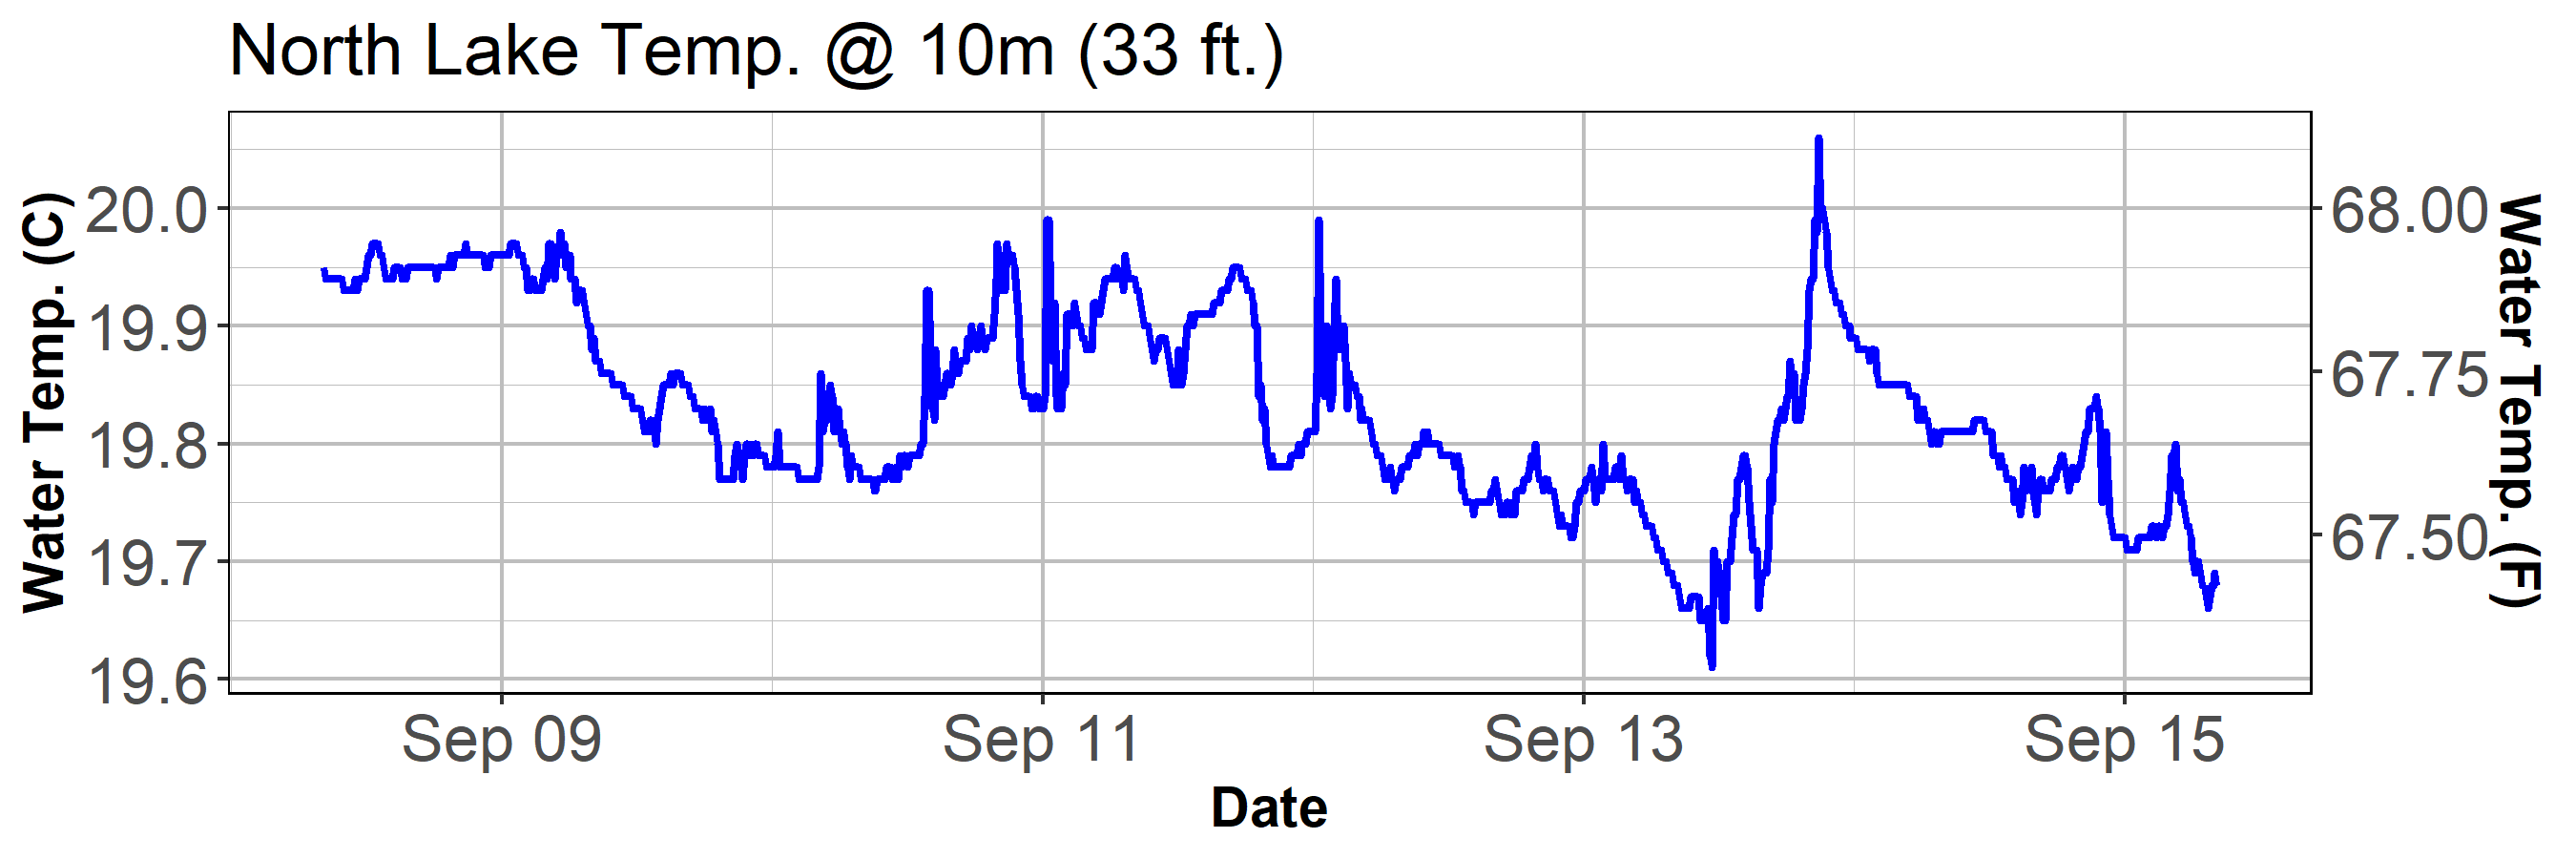 North Lake Temp. @ 10m (33 ft.)
Water Temp. (C)
20.0
19.9
19.8
19.7
19.6
68.00
67.75
67.50
Water Temp. (F)
Sep 09
Sep 11
Sep 13
Sep 15
Date